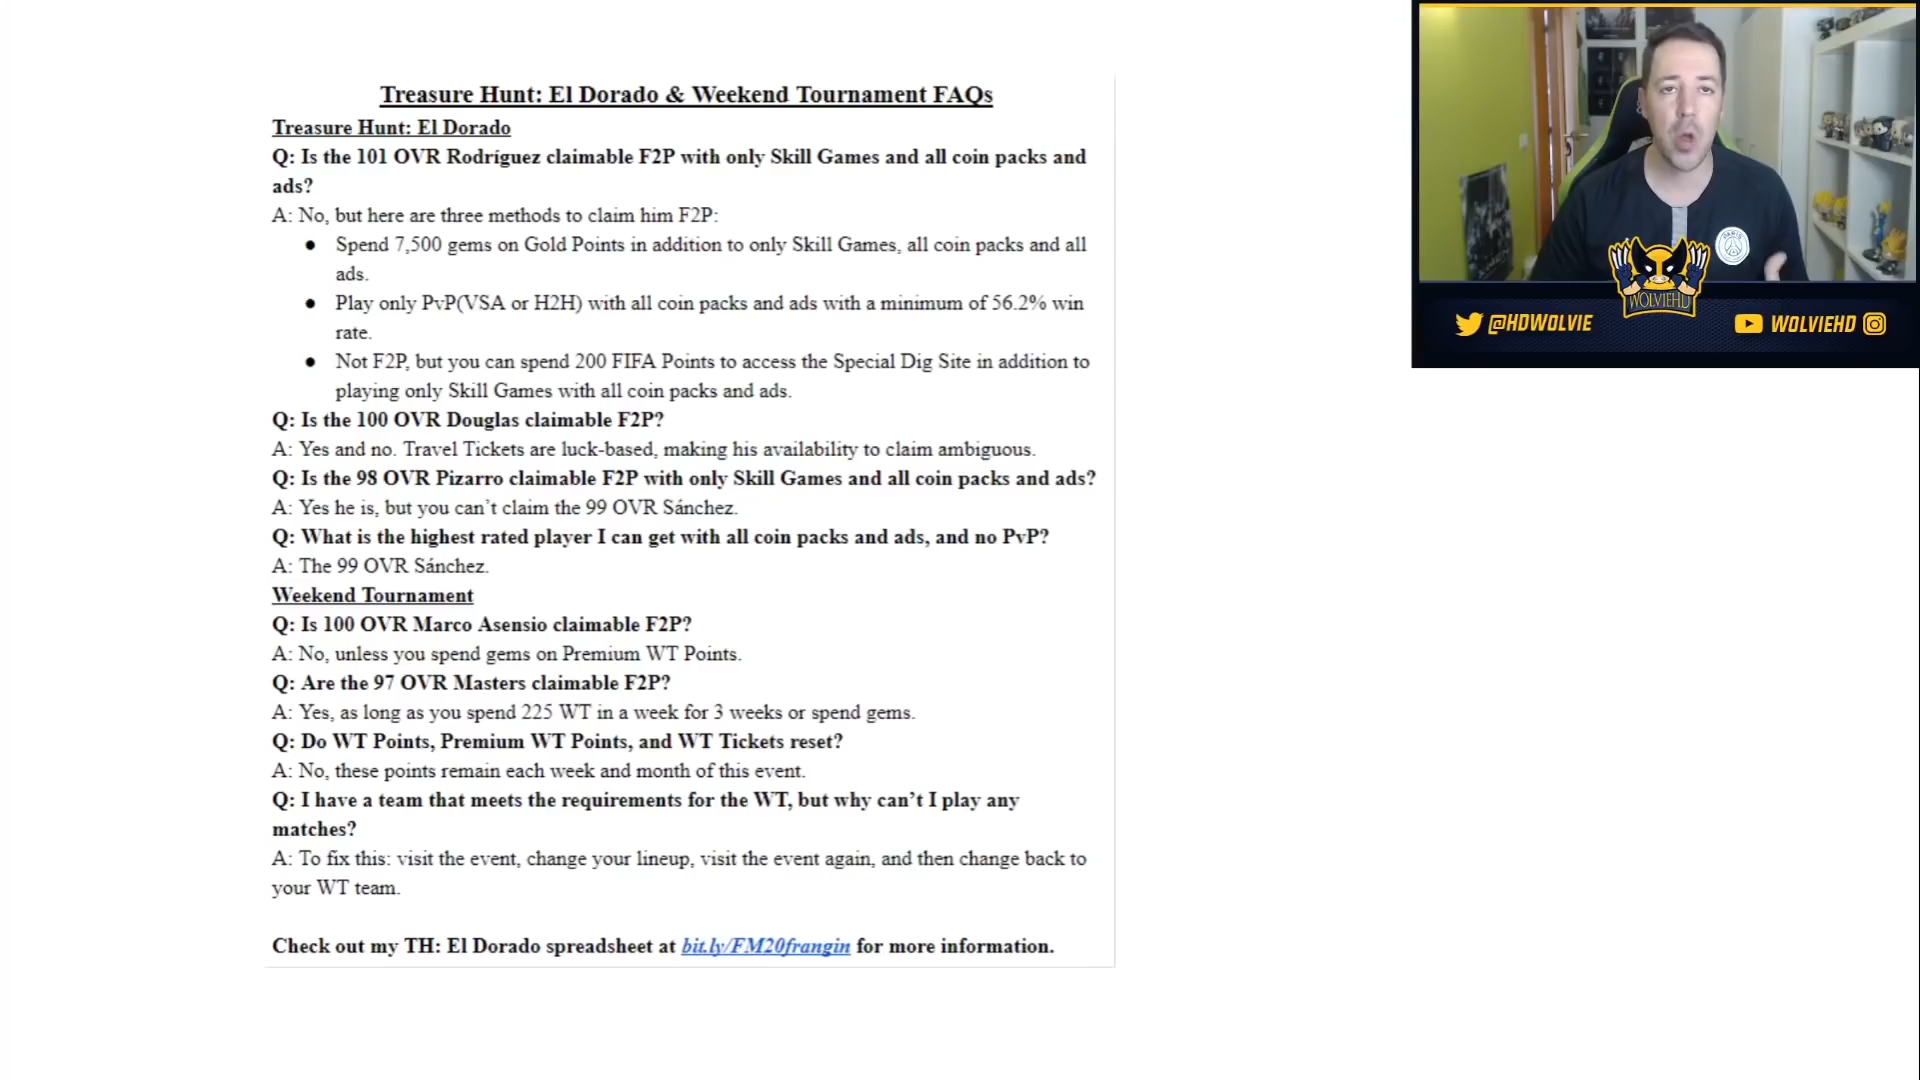 Treasure Hunt: El Dorado & Weekend Tournament FAQs
Treasure Hunt: El Dorado
Q: Is the 101 OVR Rodríguez claimable F2P with only Skill Games and all coin packs and
ads?
A: No, but here are three methods to claim him F2P:
● Spend 7,500 gems on Gold Points in addition to only Skill Games, all coin packs and all
ads.
● Play only PvP(VSA or H2H) with all coin packs and ads with a minimum of 56.2% win
rate.
● Not F2P, but you can spend 200 FIFA Points to access the Special Dig Site in addition to
playing only Skill Games with all coin packs and ads.
Q: Is the 100 OVR Douglas claimable F2P?
A: Yes and no. Travel Tickets are luck-based, making his availability to claim ambiguous.
Q: Is the 98 OVR Pizarro claimable F2P with only Skill Games and all coin packs and ads?
A: Yes he is, but you can’t claim the 99 OVR Sánchez.
Q: What is the highest rated player I can get with all coin packs and ads, and no PvP?
A: The 99 OVR Sánchez.
Weekend Tournament
Q: Is 100 OVR Marco Asensio claimable F2P?
A: No, unless you spend gems on Premium WT Points.
Q: Are the 97 OVR Masters claimable F2P?
A: Yes, as long as you spend 225 WT in a week for 3 weeks or spend gems.
Q: Do WT Points, Premium WT Points, and WT Tickets reset?
A: No, these points remain each week and month of this event.
Q: I have a team that meets the requirements for the WT, but why can’t I play any
matches?
A: To fix this: visit the event, change your lineup, visit the event again, and then change back to
your WT team.
Check out my TH: El Dorado spreadsheet at bit.ly/FM20frangin for more information.
PARIS
WOLVIEHD
@HDWOLVIE
WOLVIEHD